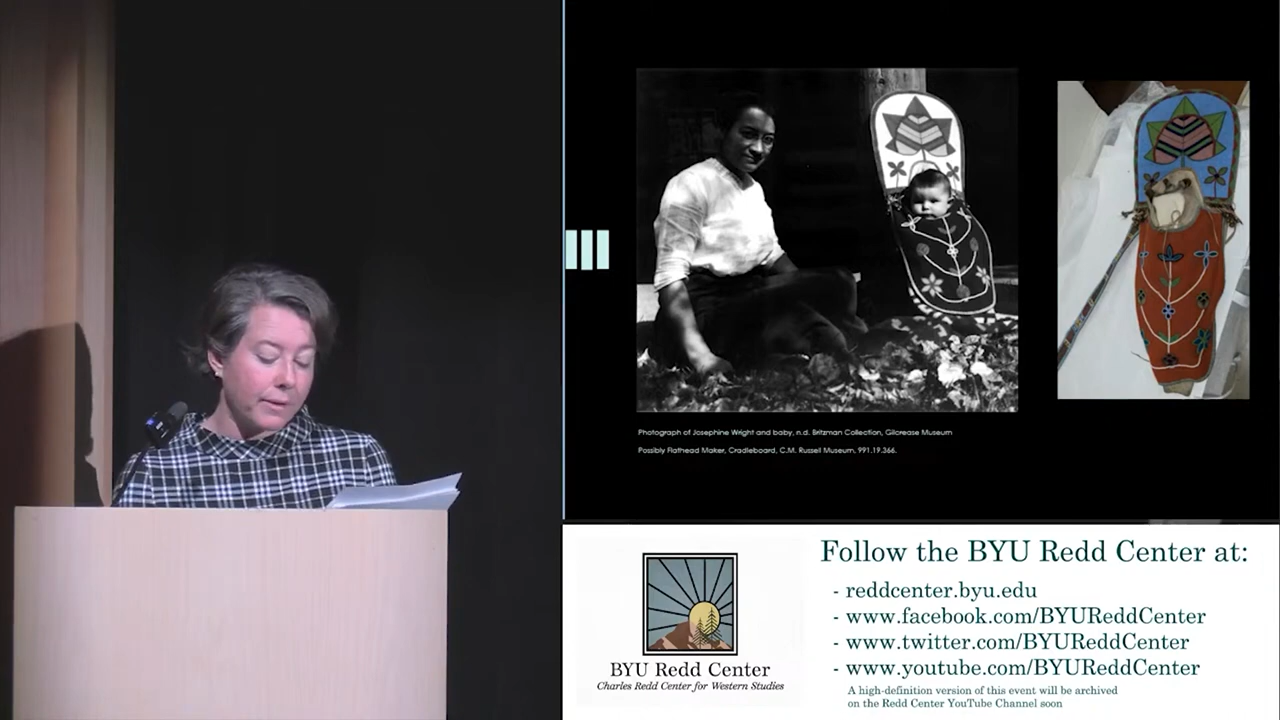 Photograph of Josephine Wright and baby, n.d. Britzman Collection, Gilcrease Museum
Possibly Flathead Maker, Cradleboard, C.M. Russell Museum, 991.19.366.
BYU Redd Center
Charles Redd Center for Western Studies
Follow the BYU Redd Center at:
- reddcenter.byu.edu
- www.facebook.com/BYUReddCenter
- www.twitter.com/BYUReddCenter
- www.youtube.com/BYUReddCenter
A high-definition version of this event will be archived
on the Redd Center YouTube Channel soon